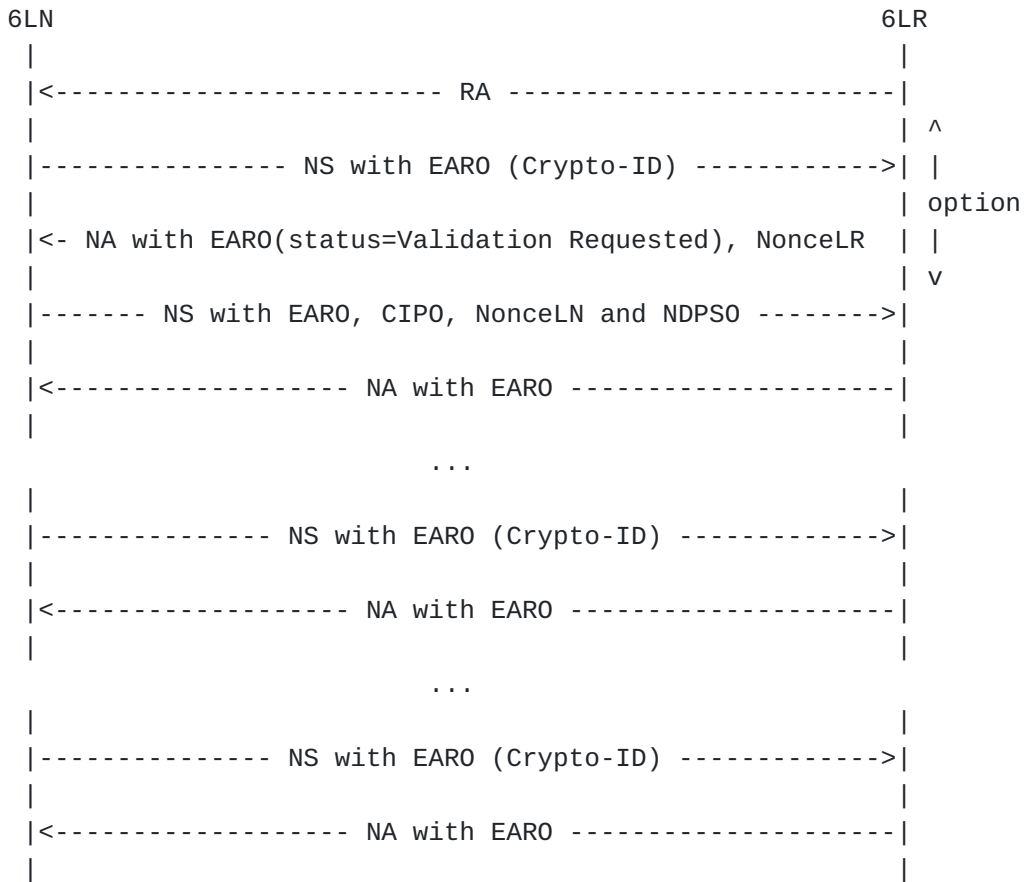 6LN                                                     6LR
 |                                                       |
 |<------------------------- RA -------------------------|
 |                                                       | ^
 |---------------- NS with EARO (Crypto-ID) ------------>| |
 |                                                       | option
 |<- NA with EARO(status=Validation Requested), NonceLR  | |
 |                                                       | v
 |------- NS with EARO, CIPO, NonceLN and NDPSO -------->|
 |                                                       |
 |<------------------- NA with EARO ---------------------|
 |                                                       |
                           ...
 |                                                       |
 |--------------- NS with EARO (Crypto-ID) ------------->|
 |                                                       |
 |<------------------- NA with EARO ---------------------|
 |                                                       |
                           ...
 |                                                       |
 |--------------- NS with EARO (Crypto-ID) ------------->|
 |                                                       |
 |<------------------- NA with EARO ---------------------|
 |                                                       |